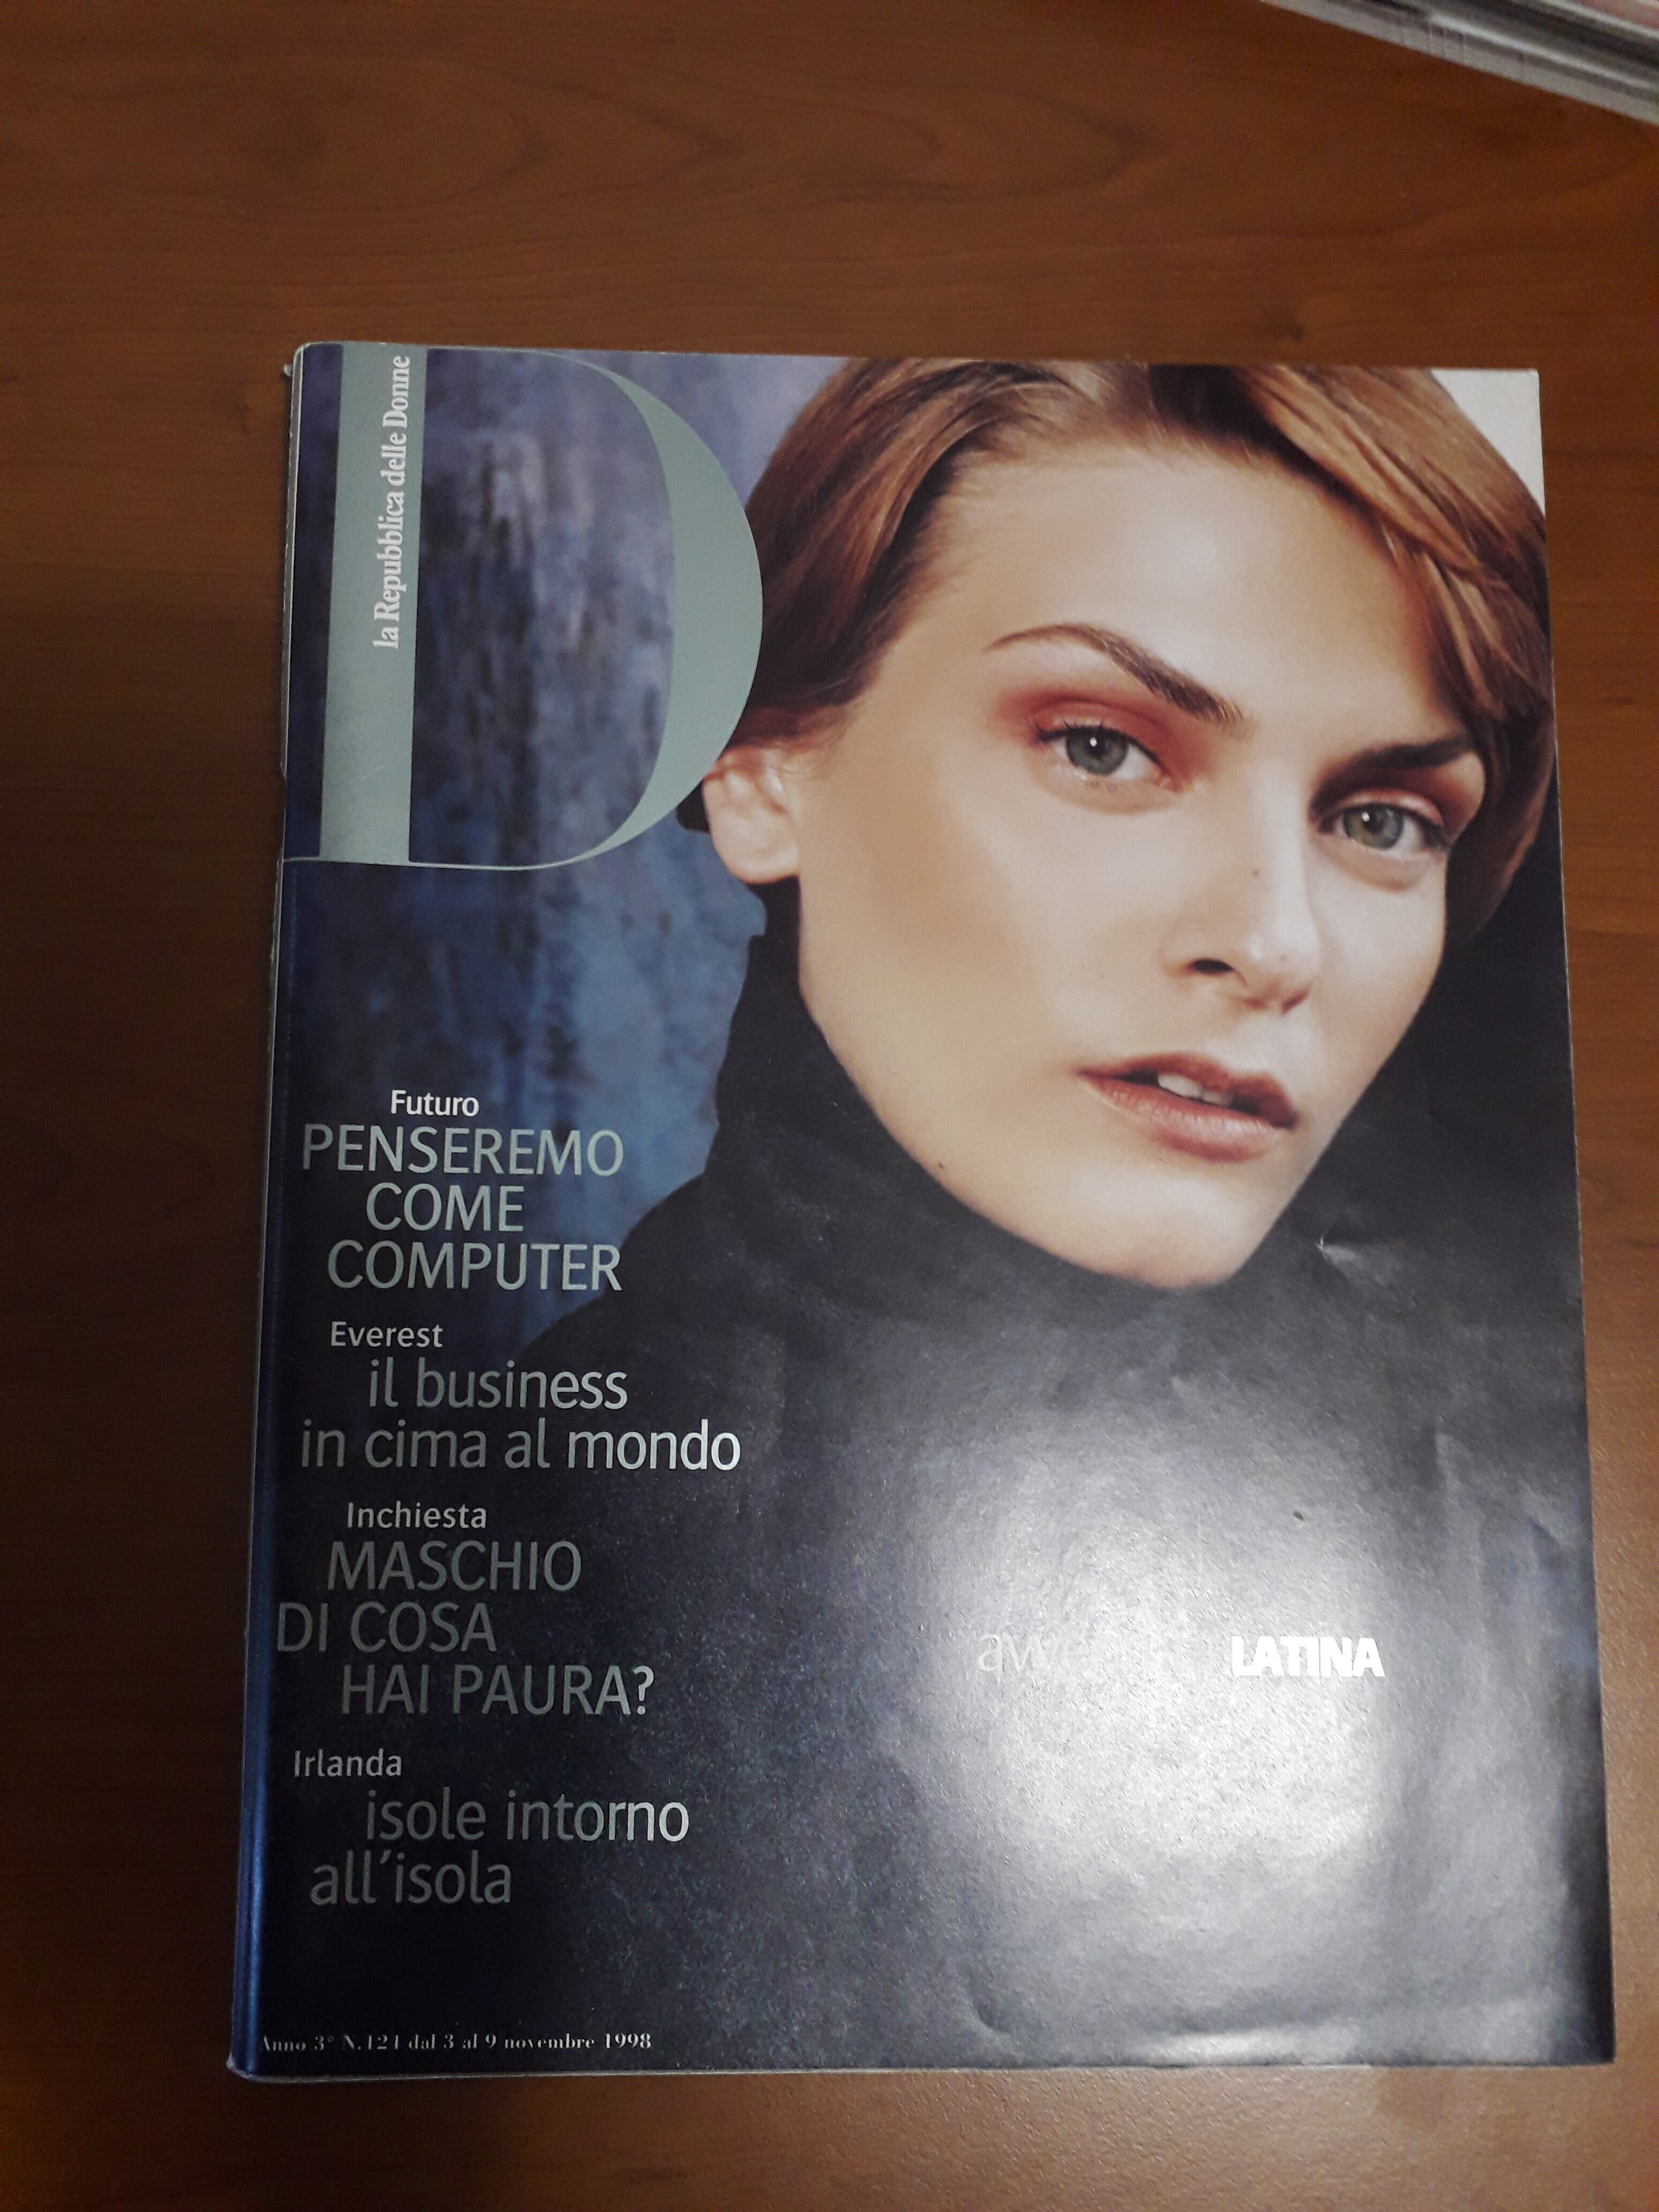 D
la Repubblica delle Donne
Futuro
PENSEREMO
COME
COMPUTER
Everest
il business
in cima al mondo
Inchiesta
MASCHIO
DI COSA
HAI PAURA?
Irlanda
isole intorno
all'isola
LATINA
Anno 3° N.124 dal 3 al 9 novembre 1998